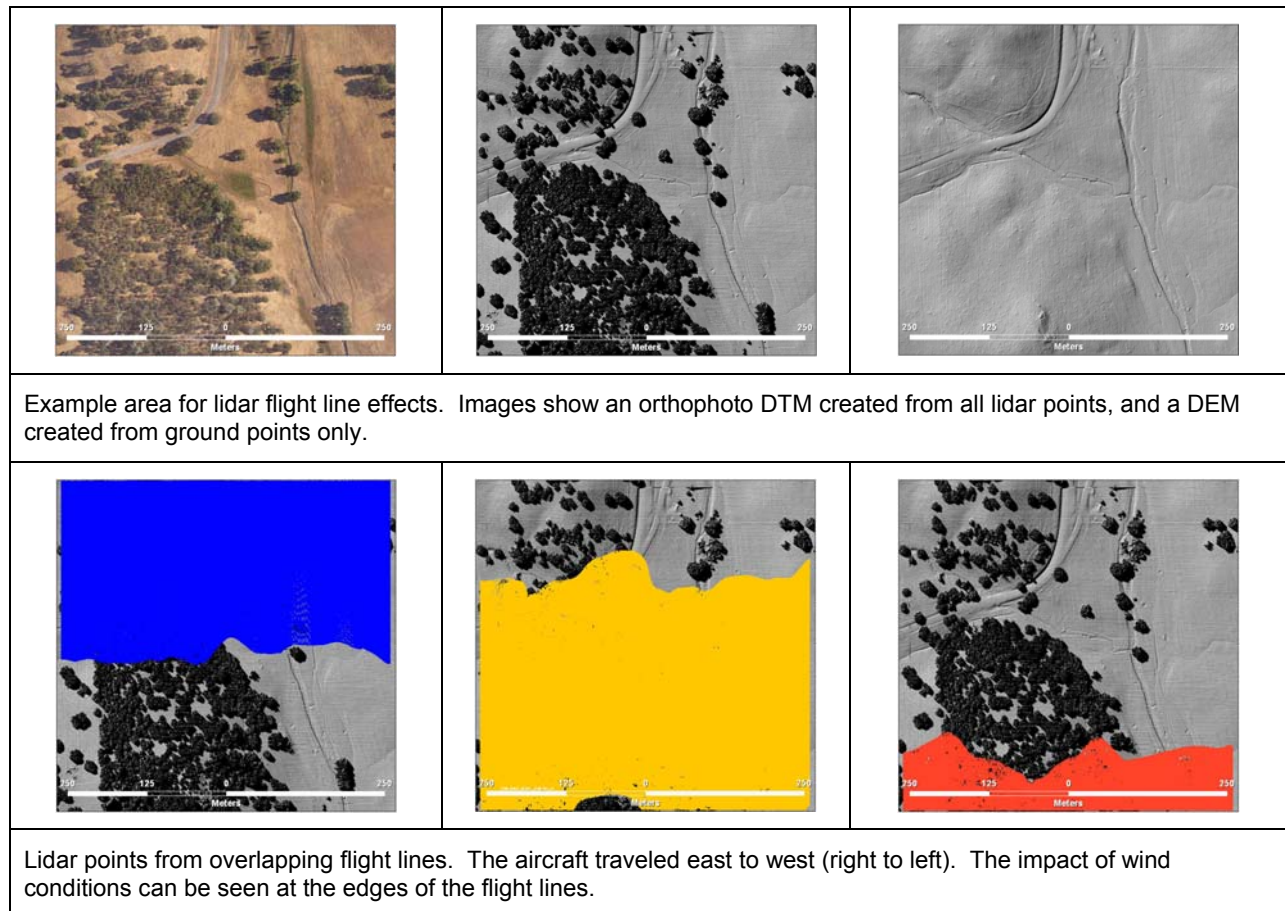 250 125 0 250
Meters
250 125 0 250
Meters
250 125 0 250
Meters
Example area for lidar flight line effects.  Images show an orthophoto DTM created from all lidar points, and a DEM
created from ground points only.
250 125 0 250
Meters
250 125 0 250
Meters
250 125 0 250
Meters
Lidar points from overlapping flight lines.  The aircraft traveled east to west (right to left).  The impact of wind
conditions can be seen at the edges of the flight lines.